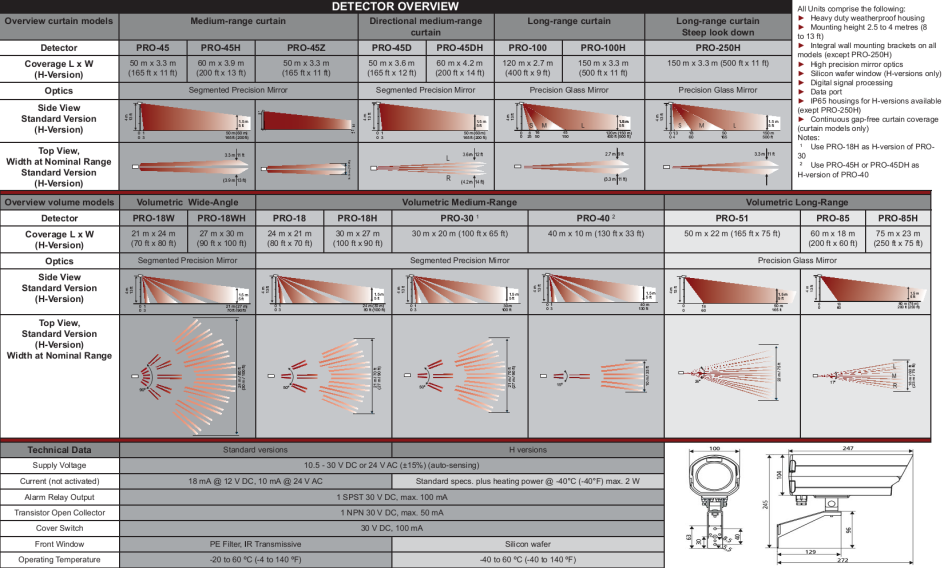 DETECTOR OVERVIEW
Overview curtain models
Medium-range curtain
Directional medium-range
curtain
Long-range curtain
Long-range curtain
Steep look down
Detector
PRO-45
PRO-45H
PRO-45Z
PRO-45D
PRO-45DH
PRO-100
PRO-100H
PRO-250H
Coverage L x W
(H-Version)
50 m x 3.3 m
(165 ft x 11 ft)
60 m x 3.9 m
(200 ft x 13 ft)
50 m x 3.3 m
(165 ft x 11 ft)
50 m x 3.6 m
(165 ft x 12 ft)
60 m x 4.2 m
(200 ft x 14 ft)
120 m x 2.7 m
(400 ft x 9 ft)
150 m x 3.3 m
(500 ft x 11 ft)
150 m x 3.3 m (500 ft x 11 ft)
Optics
Segmented Precision Mirror
Segmented Precision Mirror
Precision Glass Mirror
Precision Glass Mirror
Side View
Standard Version
(H-Version)
Top View,
Width at Nominal Range
Standard Version
(H-Version)
All Units comprise the following:
► Heavy duty weatherproof housing
► Mounting height 2.5 to 4 metres (8
to 13 ft)
► Integral wall mounting brackets on all
models (except PRO-250H)
► High precision mirror optics
► Silicon wafer window (H-versions only)
► Digital signal processing
► Data port
► IP65 housings for H-versions available
(exept PRO-250H)
► Continuous gap-free curtain coverage
(curtain models only)
Notes:
¹ Use PRO-18H as H-version of PRO-
30
² Use PRO-45H or PRO-45DH as
H-version of PRO-40
Overview volume models
Volumetric Wide-Angle
Volumetric Medium-Range
Volumetric Long-Range
Detector
PRO-18W
PRO-18WH
PRO-18
PRO-18H
PRO-30 ¹
PRO-40 ²
PRO-51
PRO-85
PRO-85H
Coverage L x W
(H-Version)
21 m x 24 m
(70 ft x 80 ft)
27 m x 30 m
(90 ft x 100 ft)
24 m x 21 m
(80 ft x 70 ft)
30 m x 27 m
(100 ft x 90 ft)
30 m x 20 m (100 ft x 65 ft)
40 m x 10 m (130 ft x 33 ft)
50 m x 22 m (165 ft x 75 ft)
60 m x 18 m
(200 ft x 60 ft)
75 m x 23 m
(250 ft x 75 ft)
Optics
Segmented Precision Mirror
Segmented Precision Mirror
Precision Glass Mirror
Side View
Standard Version
(H-Version)
Top View,
Standard Version
(H-Version)
Width at Nominal Range
Technical Data
Standard versions
H versions
Supply Voltage
10.5 - 30 V DC or 24 V AC (±15%) (auto-sensing)
Current (not activated)
18 mA @ 12 V DC, 10 mA @ 24 V AC
Standard specs. plus heating power @ -40°C (-40°F) max. 2 W
Alarm Relay Output
1 SPST 30 V DC, max. 100 mA
Transistor Open Collector
1 NPN 30 V DC, max. 50 mA
Cover Switch
30 V DC, 100 mA
Front Window
PE Filter, IR Transmissive
Silicon wafer
Operating Temperature
-20 to 60 ºC (-4 to 140 ºF)
-40 to 60 ºC (-40 to 140 ºF)
100
247
104
245
96
63
30
40
129
272